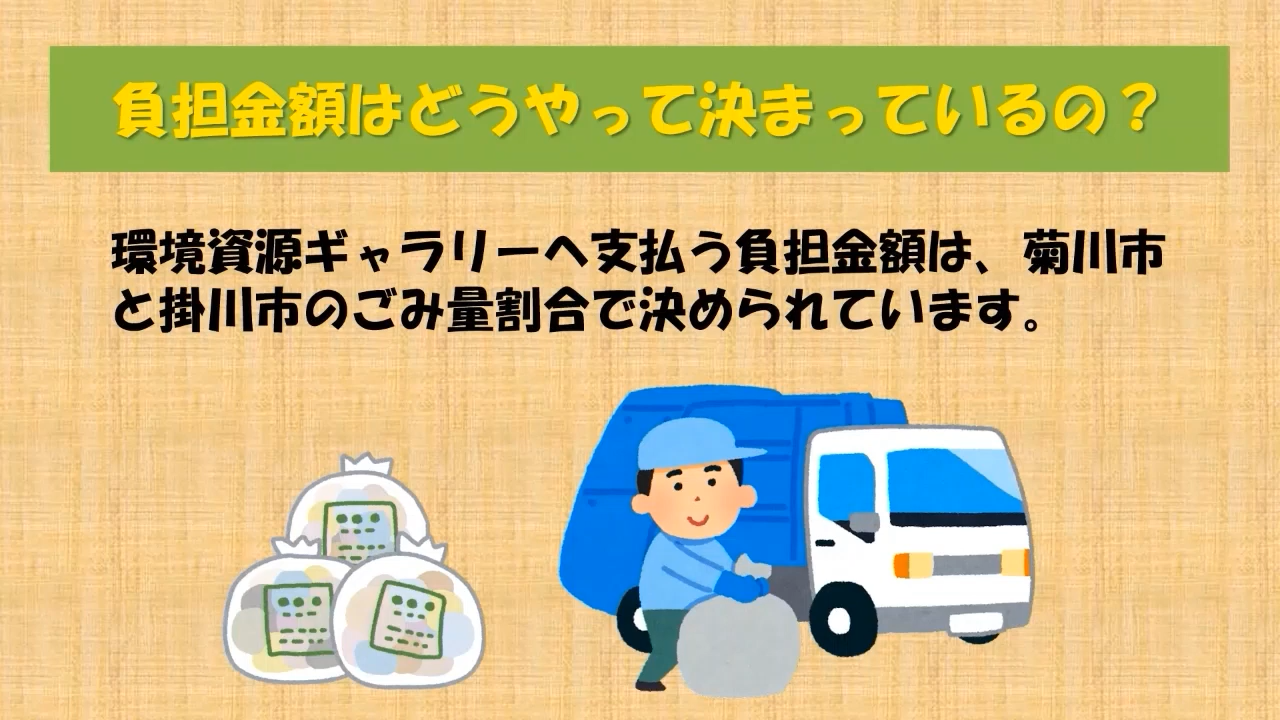 負担金額はどうやって決まっているの？
環境資源ギャラリーへ支払う負担金額は、菊川市
と掛川市のごみ量割合で決められています。